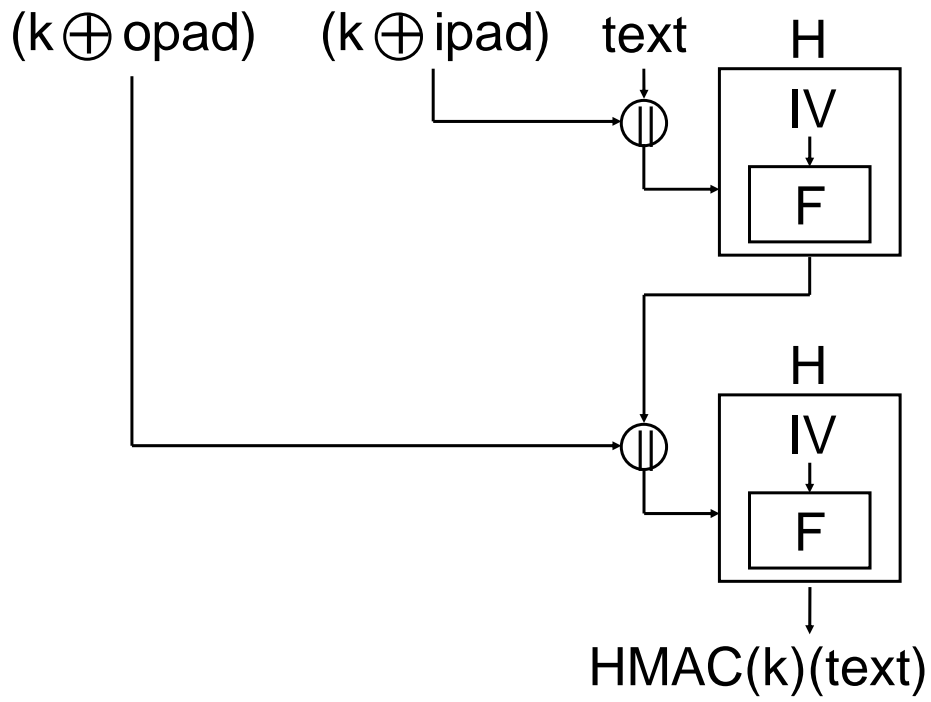 (k ⊕ opad) (k ⊕ ipad) text H
IV
F
||
H
IV
F
||
HMAC(k)(text)